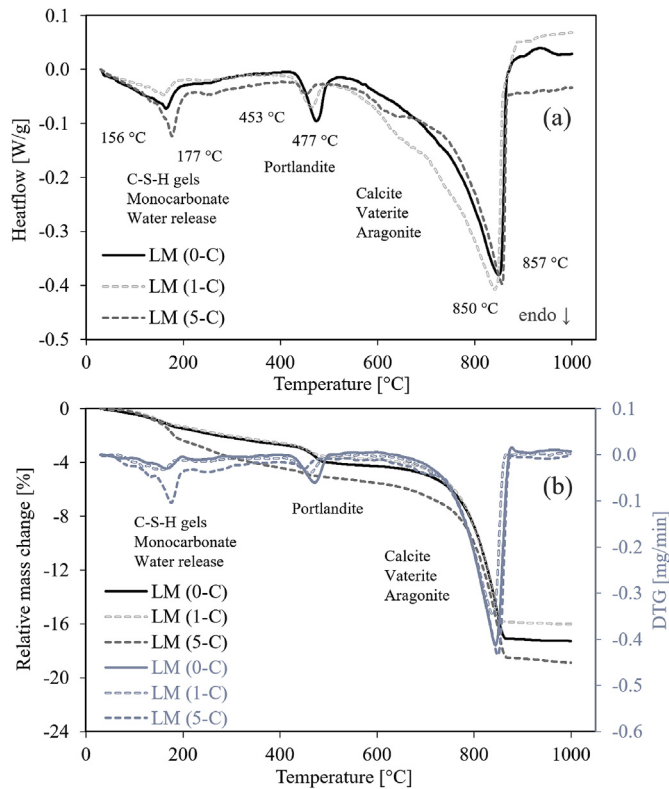 0.1
0.0
-0.1
-0.2
-0.3
-0.4
-0.5
Heatflow [W/g]
(a)
156 °C
177 °C
453 °C
477 °C
C-S-H gels
Monocarbonate
Water release
Portlandite
Calcite
Vaterite
Aragonite
LM (0-C)
LM (1-C)
LM (5-C)
850 °C
857 °C
endo ↓
0 200 400 600 800 1000
Temperature [°C]
0
-4
-8
-12
-16
-20
-24
Relative mass change [%]
0.1
0.0
-0.1
-0.2
-0.3
-0.4
-0.5
-0.6
DTG [mg/min]
(b)
C-S-H gels
Monocarbonate
Water release
Portlandite
Calcite
Vaterite
Aragonite
LM (0-C)
LM (1-C)
LM (5-C)
LM (0-C)
LM (1-C)
LM (5-C)
0 200 400 600 800 1000
Temperature [°C]